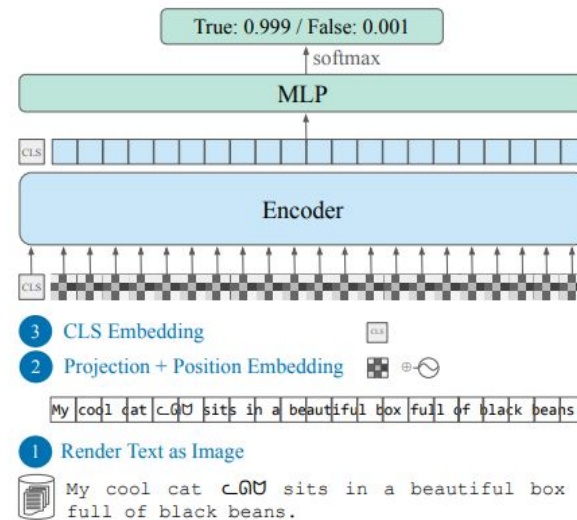 True: 0.999 / False: 0.001
softmax
MLP
CLS
Encoder
CLS
3 CLS Embedding CLS
2 Projection + Position Embedding
My cool cat ᓚᘏᗢ sits in a beautiful box full of black beans
1 Render Text as Image
My cool cat ᓚᘏᗢ sits in a beautiful box
full of black beans.